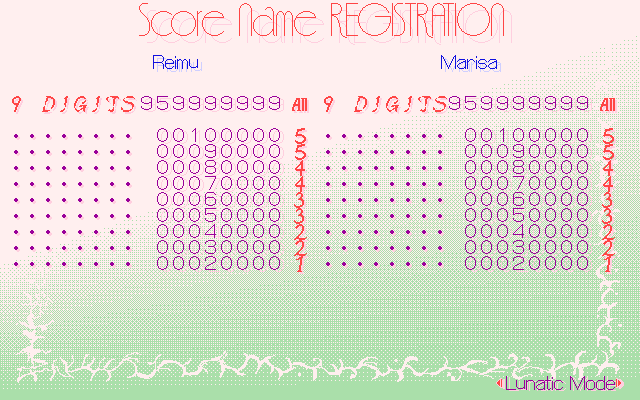 Score Name REGISTRATION
Reimu Marisa
9 DIGITS 959999999 All 9 DIGITS 959999999 All
････････ 00100000 5 ････････ 00100000 5
････････ 00090000 5 ････････ 00090000 5
････････ 00080000 4 ････････ 00080000 4
････････ 00070000 4 ････････ 00070000 4
････････ 00060000 3 ････････ 00060000 3
････････ 00050000 3 ････････ 00050000 3
････････ 00040000 2 ････････ 00040000 2
････････ 00030000 2 ････････ 00030000 2
････････ 00020000 1 ････････ 00020000 1
Lunatic Mode